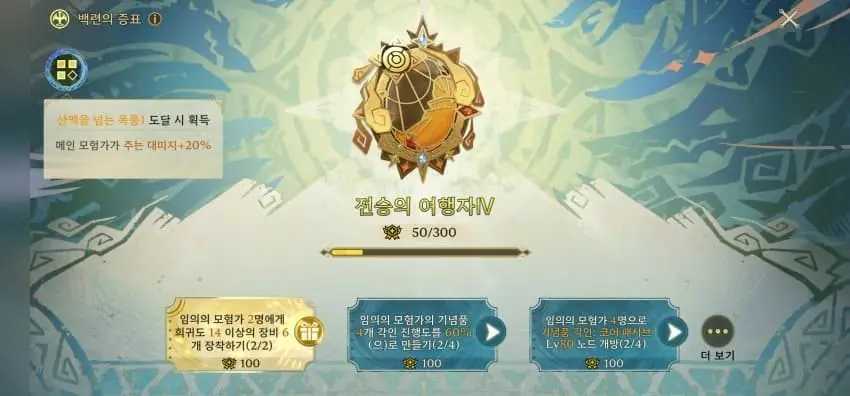 백련의 증표
산맥을 넘는 폭풍1 도달 시 획득
메인 모험가가 주는 대미지+20%
전승의 여행자IV
50/300
임의의 모험가 2명에게
회귀도 14 이상의 장비 6
개 장착하기(2/2)
100
임의의 모험가의 기념품
4개 각인 진행도를 60%
(으)로 만들기(2/4)
100
임의의 모험가 4명으로
기념품 각인: 코어 패시브
Lv80 노드 개방(2/4)
100
더 보기